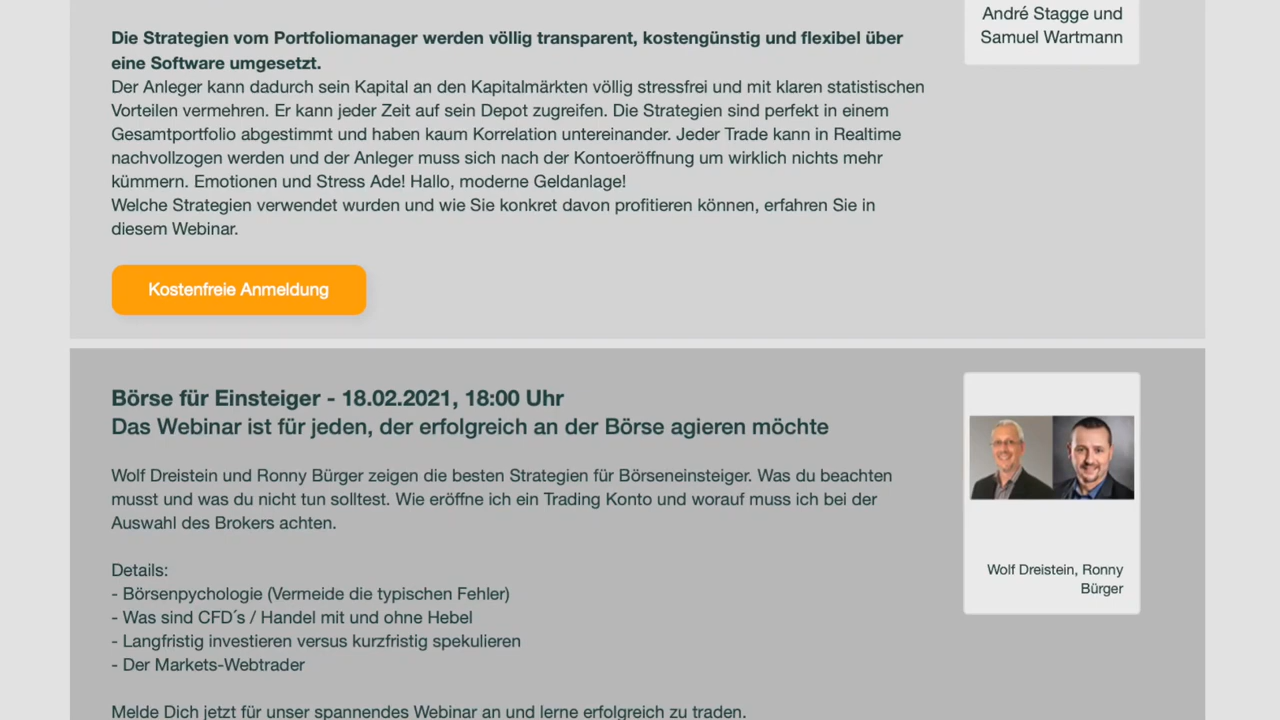 André Stagge und
Samuel Wartmann
Die Strategien vom Portfoliomanager werden völlig transparent, kostengünstig und flexibel über
eine Software umgesetzt.
Der Anleger kann dadurch sein Kapital an den Kapitalmärkten völlig stressfrei und mit klaren statistischen
Vorteilen vermehren. Er kann jeder Zeit auf sein Depot zugreifen. Die Strategien sind perfekt in einem
Gesamtportfolio abgestimmt und haben kaum Korrelation untereinander. Jeder Trade kann in Realtime
nachvollzogen werden und der Anleger muss sich nach der Kontoeröffnung um wirklich nichts mehr
kümmern. Emotionen und Stress Ade! Hallo, moderne Geldanlage!
Welche Strategien verwendet wurden und wie Sie konkret davon profitieren können, erfahren Sie in
diesem Webinar.
Kostenfreie Anmeldung
Börse für Einsteiger - 18.02.2021, 18:00 Uhr
Das Webinar ist für jeden, der erfolgreich an der Börse agieren möchte
Wolf Dreistein und Ronny Bürger zeigen die besten Strategien für Börseneinsteiger. Was du beachten
musst und was du nicht tun solltest. Wie eröffne ich ein Trading Konto und worauf muss ich bei der
Auswahl des Brokers achten.
Details:
- Börsenpychologie (Vermeide die typischen Fehler)
- Was sind CFD´s / Handel mit und ohne Hebel
- Langfristig investieren versus kurzfristig spekulieren
- Der Markets-Webtrader
Melde Dich jetzt für unser spannendes Webinar an und lerne erfolgreich zu traden.
Wolf Dreistein, Ronny
Bürger